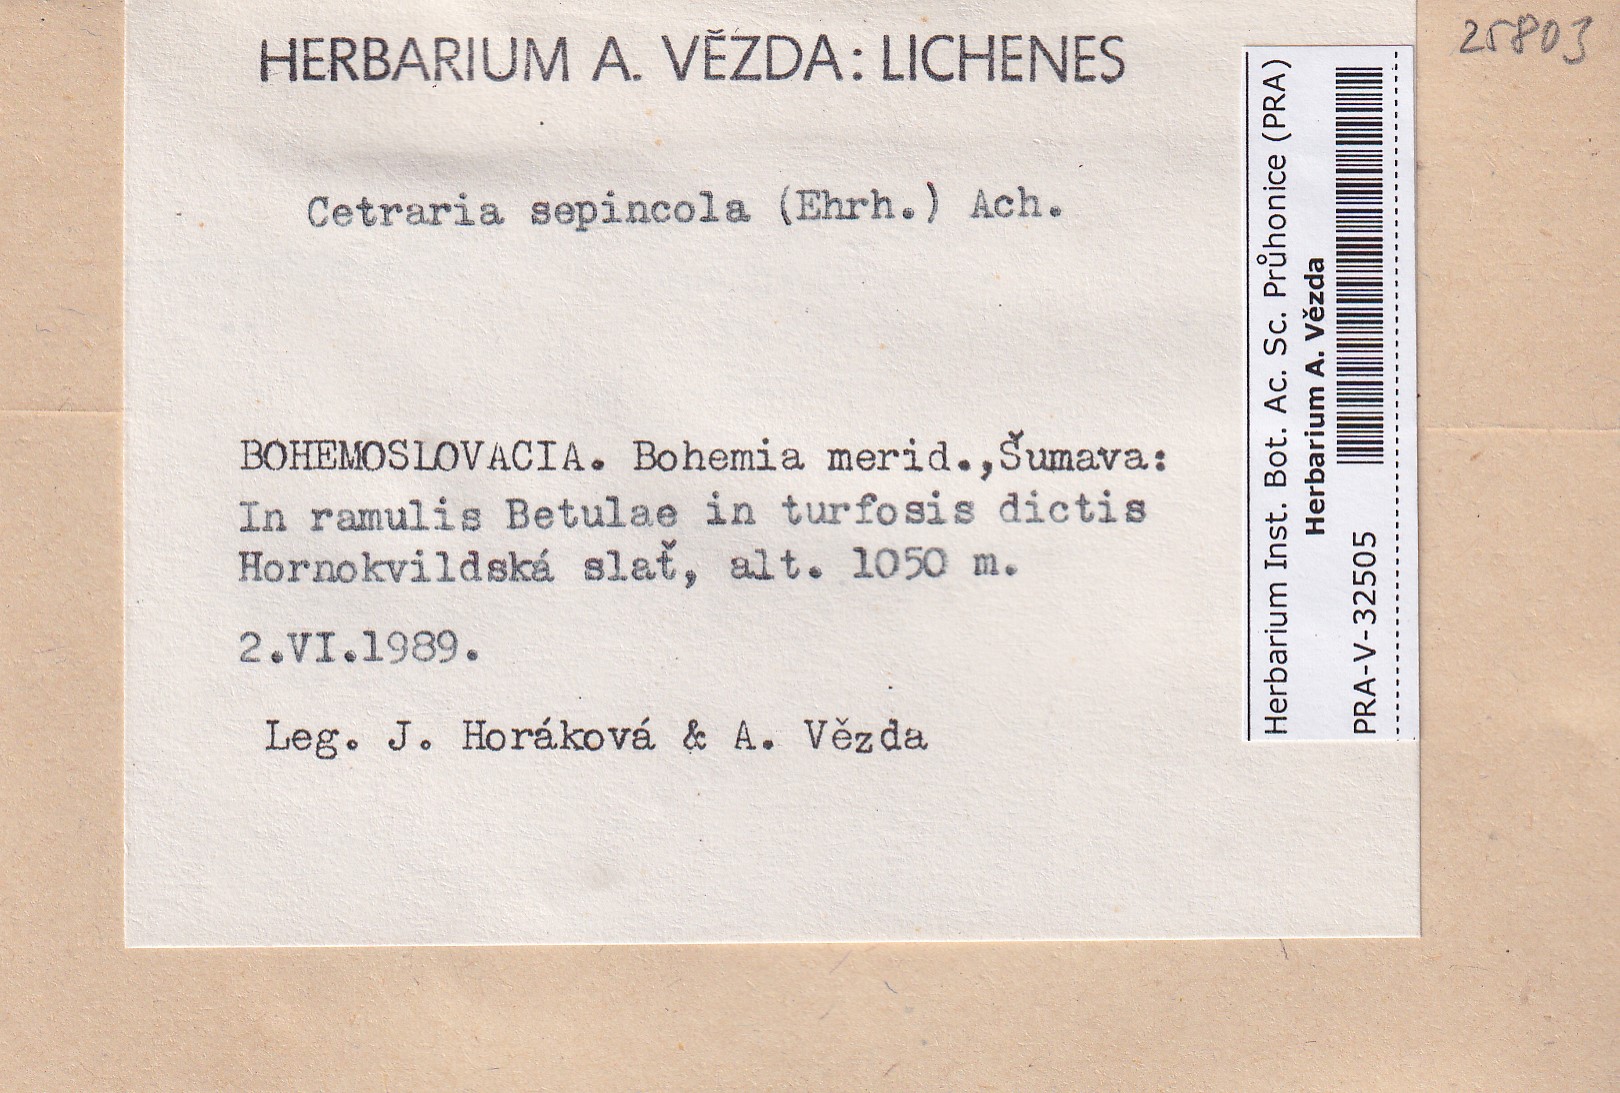 25803
HERBARIUM A. VĚZDA: LICHENES
Cetraria sepincola (Ehrh.) Ach.
BOHEMOSLOVACIA. Bohemia merid.,Šumava:
In ramulis Betulae in turfosis dictis
Hornokvildská slať, alt. 1050 m.
2.VI.1989.
Leg. J. Horáková & A. Vězda
Herbarium Inst. Bot. Ac. Sc. Průhonice (PRA)
Herbarium A. Vězda
PRA-V-32505